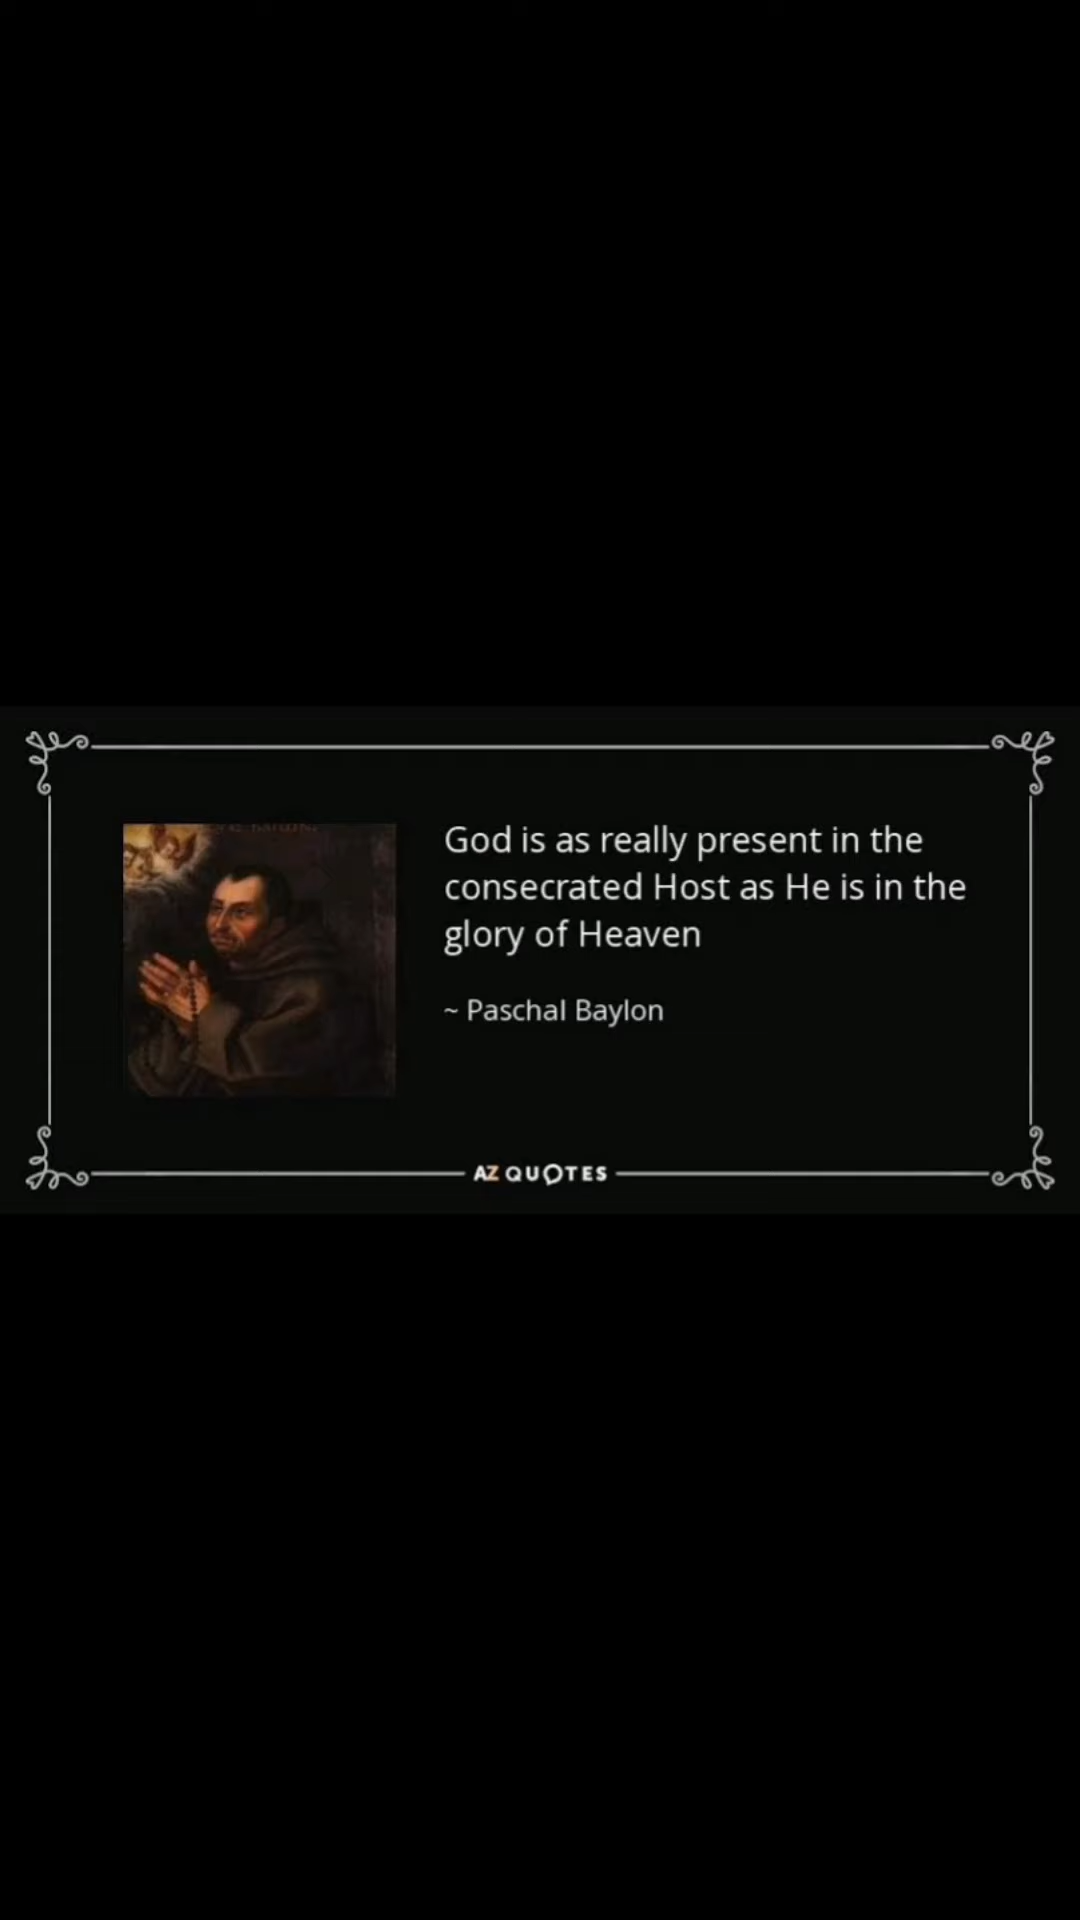 God is as really present in the
consecrated Host as He is in the
glory of Heaven
~ Paschal Baylon
AZ QUOTES